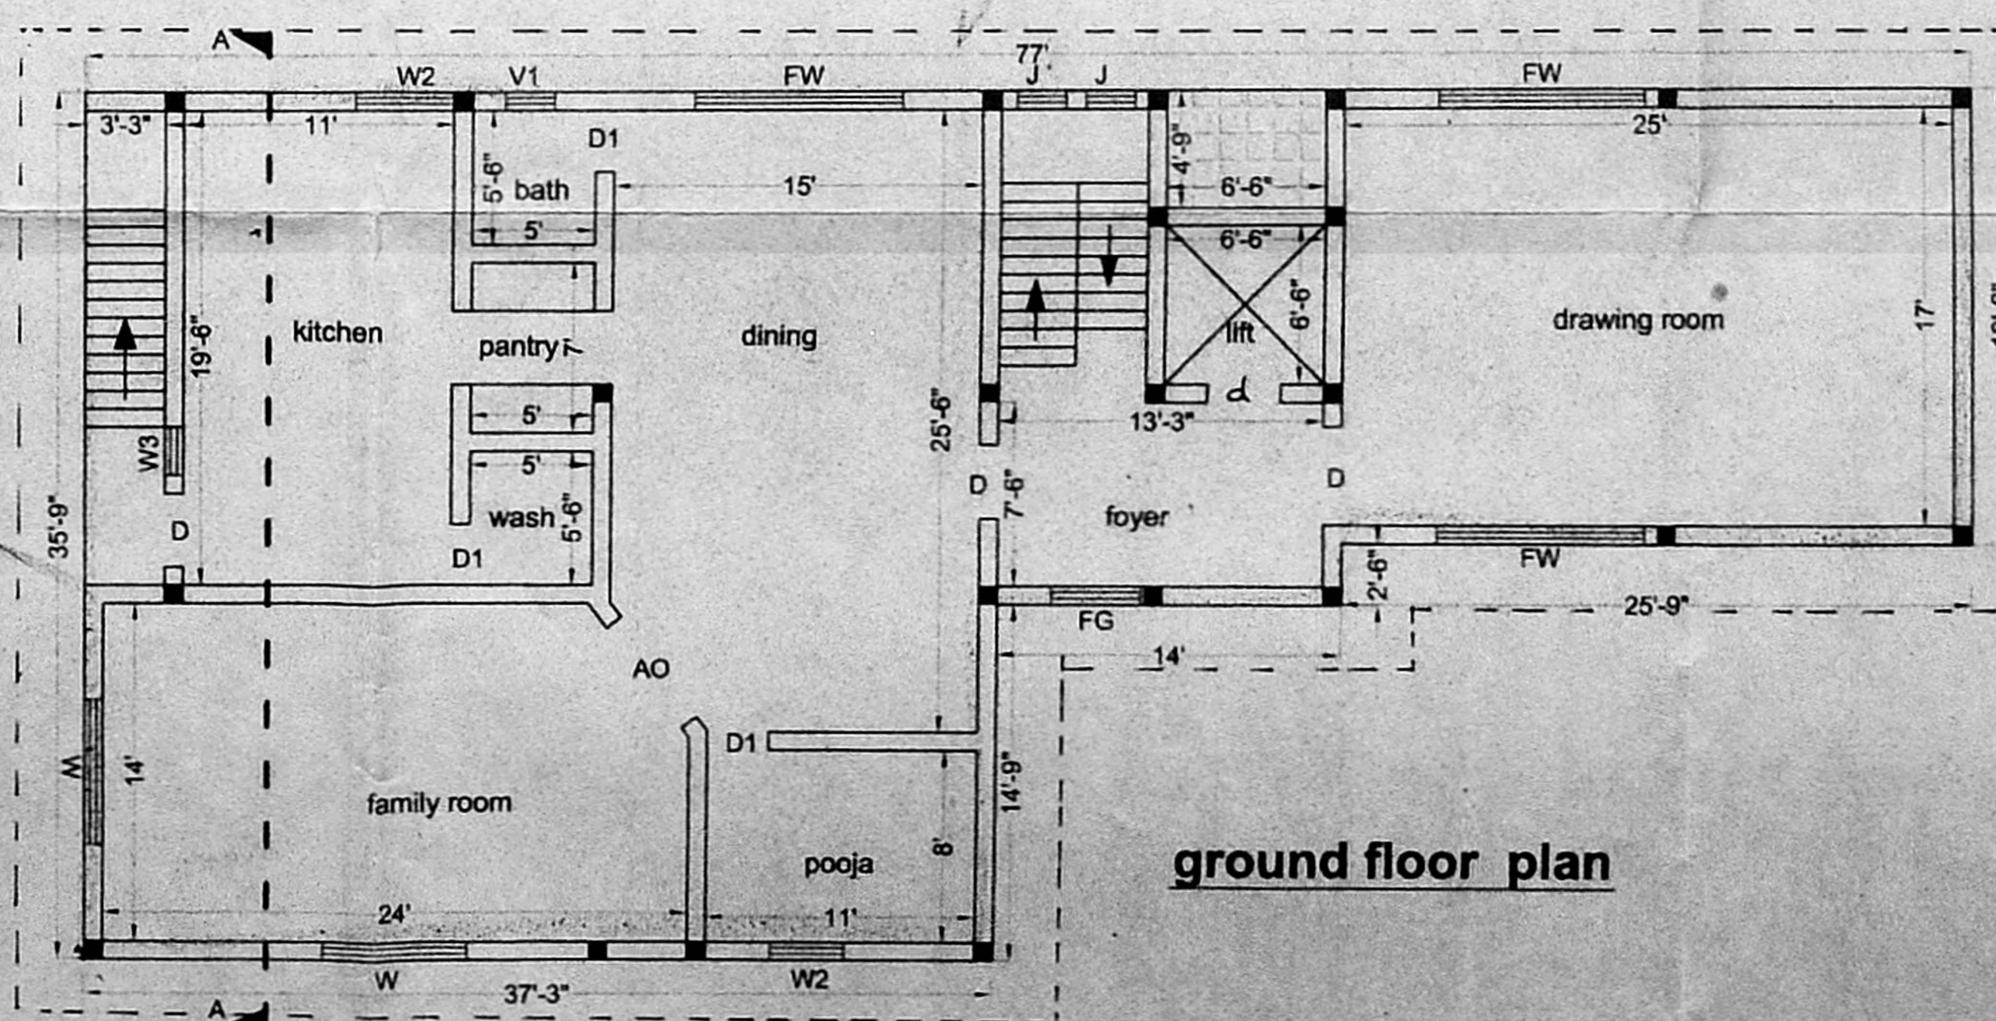 A
77'
W2 V1 FW J J FW
3'-3" 11' D1 25'
5'-6" 4'-9"
bath 15' 6'-6"
5' 6'-6"
19'-6" kitchen pantry dining lift 6'-6" drawing room 17'
d
5' 25'-6" 13'-3"
W3 5' D 7'-6" D
35'-9" D wash 5'-6" foyer
D1 FW
2'-6" 25'-9"
FG
AO 14'
W 14' D1 14'-9"
family room
8' pooja ground floor plan
24' 11'
W W2
37'-3"
A